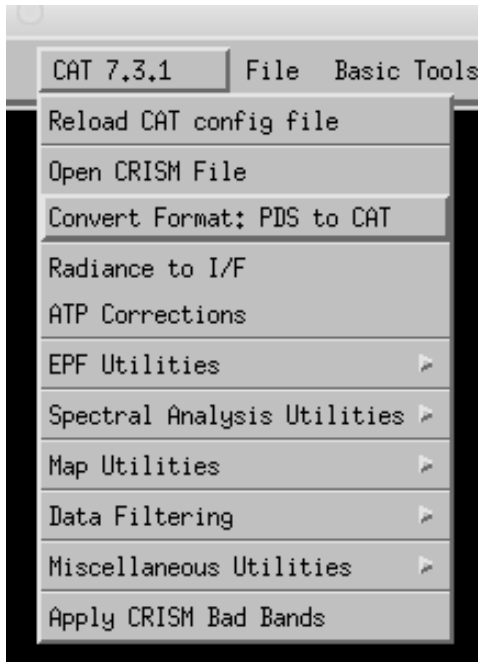 CAT 7.3.1 File Basic Tools
Reload CAT config file
Open CRISM File
Convert Format: PDS to CAT
Radiance to I/F
ATP Corrections
EPF Utilities
Spectral Analysis Utilities
Map Utilities
Data Filtering
Miscellaneous Utilities
Apply CRISM Bad Bands